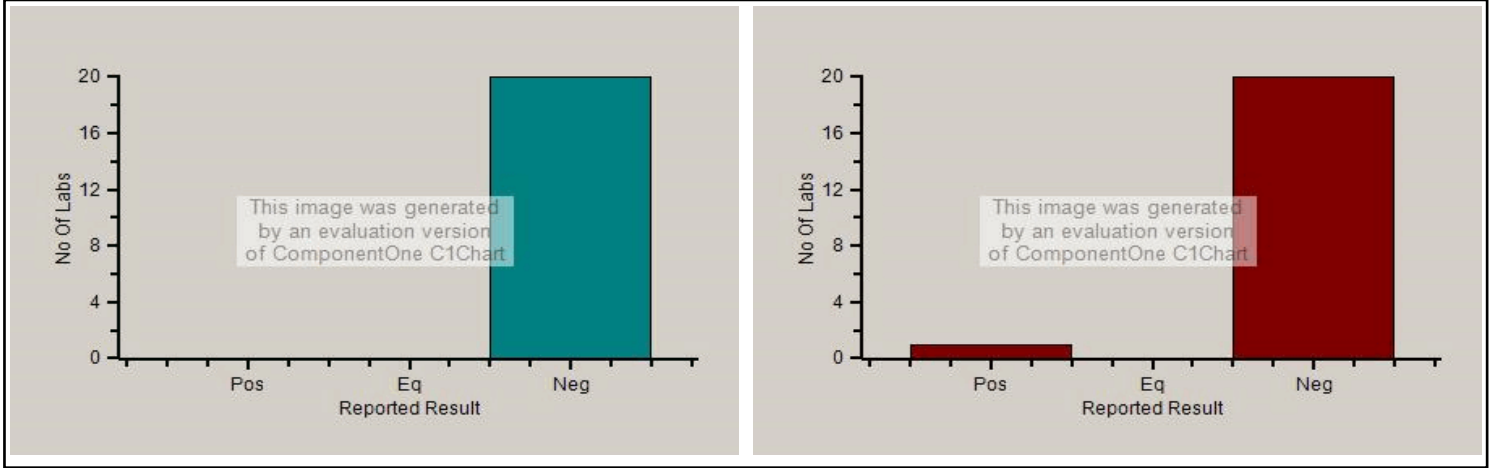 20
16
12
8
4
0
No Of Labs
Pos Eq Neg
Reported Result
This image was generated
by an evaluation version
of ComponentOne C1Chart
20
16
12
8
4
0
No Of Labs
Pos Eq Neg
Reported Result
This image was generated
by an evaluation version
of ComponentOne C1Chart